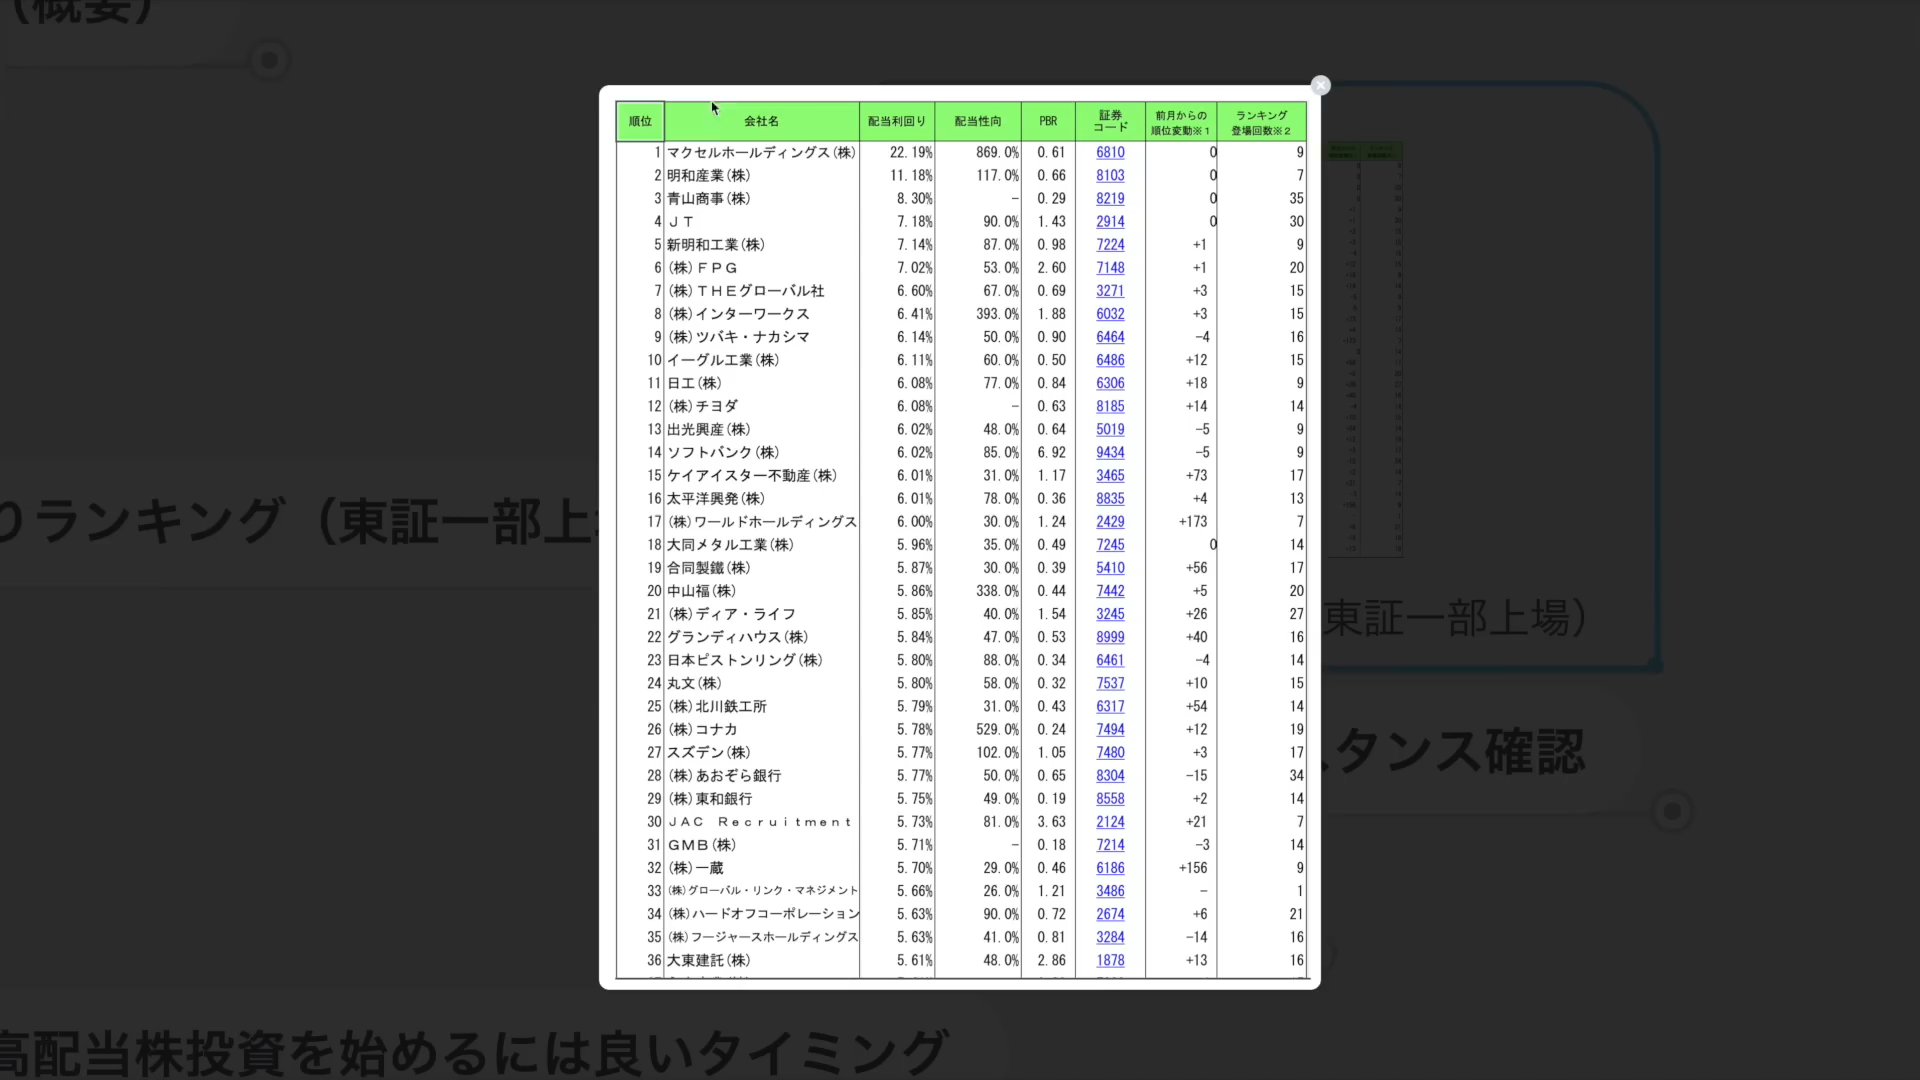 （概要）
順位 会社名 配当利回り 配当性向 PBR 証券コード 前月からの順位変動※1 ランキング登場回数※2
1 マクセルホールディングス(株) 22.19% 869.0% 0.61 6810 0 9
2 明和産業(株) 11.18% 117.0% 0.66 8103 0 7
3 青山商事(株) 8.30% － 0.29 8219 0 35
4 ＪＴ 7.18% 90.0% 1.43 2914 0 30
5 新明和工業(株) 7.14% 87.0% 0.98 7224 +1 9
6 (株)ＦＰＧ 7.02% 53.0% 2.60 7148 +1 20
7 (株)ＴＨＥグローバル社 6.60% 67.0% 0.69 3271 +3 15
8 (株)インターワークス 6.41% 393.0% 1.88 6032 +3 15
9 (株)ツバキ・ナカシマ 6.14% 50.0% 0.90 6464 −4 16
10 イーグル工業(株) 6.11% 60.0% 0.50 6486 +12 15
11 日工(株) 6.08% 77.0% 0.84 6306 +18 9
12 (株)チヨダ 6.08% － 0.63 8185 +14 14
13 出光興産(株) 6.02% 48.0% 0.64 5019 −5 9
14 ソフトバンク(株) 6.02% 85.0% 6.92 9434 −5 9
15 ケイアイスター不動産(株) 6.01% 31.0% 1.17 3465 +73 17
16 太平洋興発(株) 6.01% 78.0% 0.36 8835 +4 13
17 (株)ワールドホールディングス 6.00% 30.0% 1.24 2429 +173 7
18 大同メタル工業(株) 5.96% 35.0% 0.49 7245 0 14
19 合同製鐵(株) 5.87% 30.0% 0.39 5410 +56 17
20 中山福(株) 5.86% 338.0% 0.44 7442 +5 20
21 (株)ディア・ライフ 5.85% 40.0% 1.54 3245 +26 27
22 グランディハウス(株) 5.84% 47.0% 0.53 8999 +40 16
23 日本ピストンリング(株) 5.80% 88.0% 0.34 6461 −4 14
24 丸文(株) 5.80% 58.0% 0.32 7537 +10 15
25 (株)北川鉄工所 5.79% 31.0% 0.43 6317 +54 14
26 (株)コナカ 5.78% 529.0% 0.24 7494 +12 19
27 スズデン(株) 5.77% 102.0% 1.05 7480 +3 17
28 (株)あおぞら銀行 5.77% 50.0% 0.65 8304 −15 34
29 (株)東和銀行 5.75% 49.0% 0.19 8558 +2 14
30 ＪＡＣ Ｒｅｃｒｕｉｔｍｅｎｔ 5.73% 81.0% 3.63 2124 +21 7
31 ＧＭＢ(株) 5.71% － 0.18 7214 −3 14
32 (株)一蔵 5.70% 29.0% 0.46 6186 +156 9
33 (株)グローバル・リンク・マネジメント 5.66% 26.0% 1.21 3486 － 1
34 (株)ハードオフコーポレーション 5.63% 90.0% 0.72 2674 +6 21
35 (株)フージャースホールディングス 5.63% 41.0% 0.81 3284 −14 16
36 大東建託(株) 5.61% 48.0% 2.86 1878 +13 16
りランキング（東証一部上
東証一部上場）
スタンス確認
高配当株投資を始めるには良いタイミング